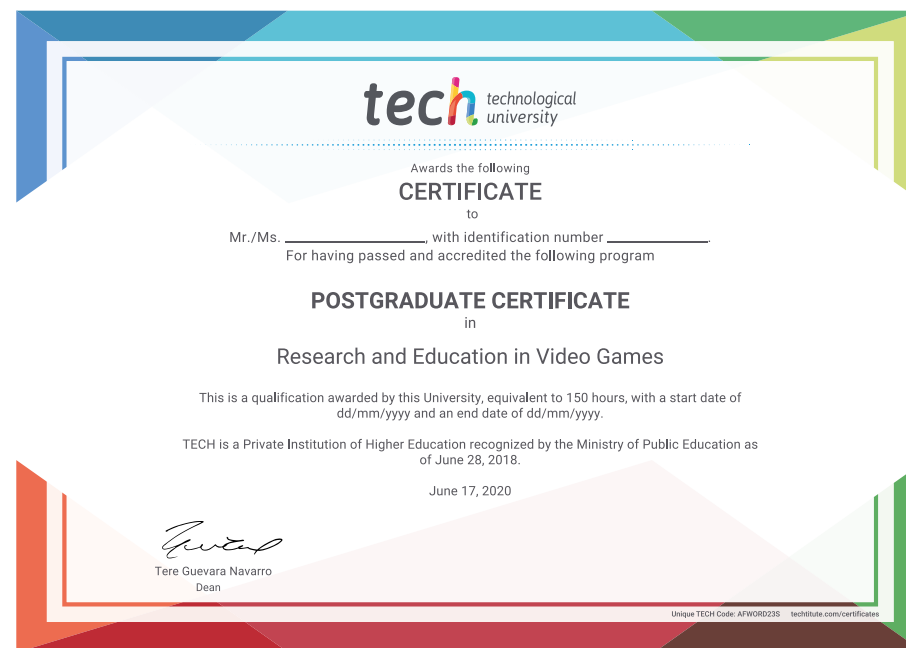 tech technological
university
Awards the following
CERTIFICATE
to
Mr./Ms. ____________________, with identification number ______________.
For having passed and accredited the following program
POSTGRADUATE CERTIFICATE
in
Research and Education in Video Games
This is a qualification awarded by this University, equivalent to 150 hours, with a start date of
dd/mm/yyyy and an end date of dd/mm/yyyy.
TECH is a Private Institution of Higher Education recognized by the Ministry of Public Education as
of June 28, 2018.
June 17, 2020
Tere Guevara Navarro
Dean
Unique TECH Code: AFWORD23S techtitute.com/certificates